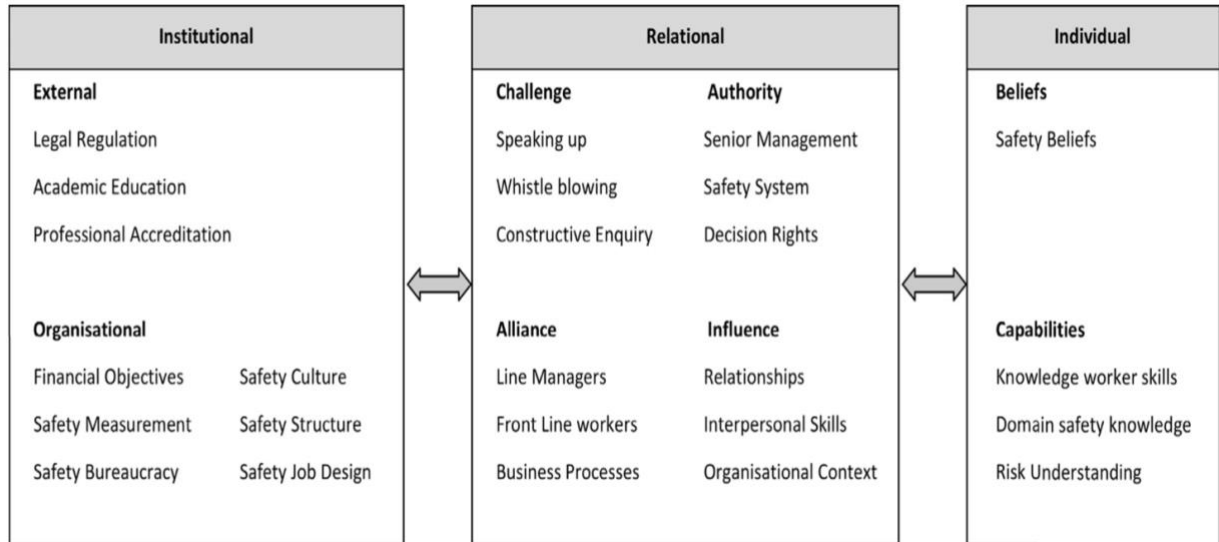 Institutional
External
Legal Regulation
Academic Education
Professional Accreditation
Organisational
Financial Objectives Safety Culture
Safety Measurement Safety Structure
Safety Bureaucracy Safety Job Design
Relational
Challenge Authority
Speaking up Senior Management
Whistle blowing Safety System
Constructive Enquiry Decision Rights
Alliance Influence
Line Managers Relationships
Front Line workers Interpersonal Skills
Business Processes Organisational Context
Individual
Beliefs
Safety Beliefs
Capabilities
Knowledge worker skills
Domain safety knowledge
Risk Understanding